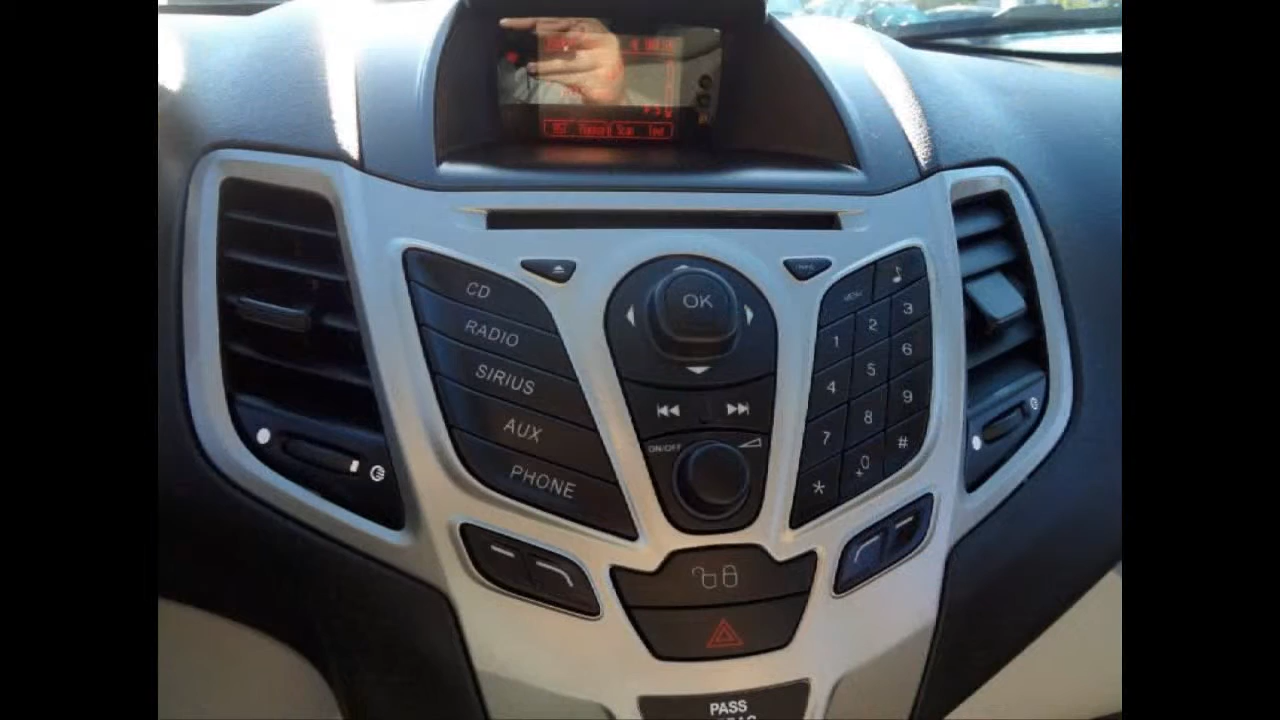 Scan
CD
RADIO
SIRIUS
AUX
PHONE
OK
ON/OFF
MENU
1 2 3
4 5 6
7 8 9
* 0 #
PASS